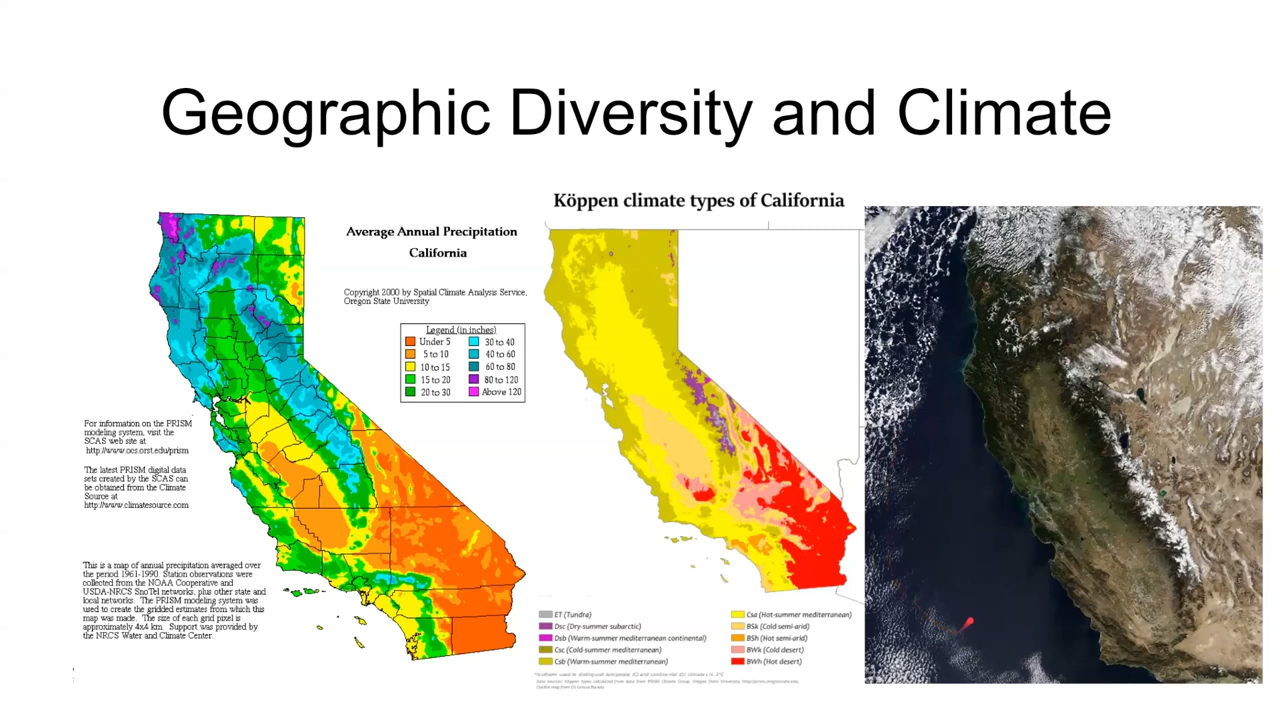 Geographic Diversity and Climate
Average Annual Precipitation
California
Copyright 2000 by Spatial Climate Analysis Service,
Oregon State University
Legend (in inches)
Under 5
5 to 10
10 to 15
15 to 20
20 to 30
30 to 40
40 to 60
60 to 80
80 to 120
Above 120
For information on the PRISM
modeling system, visit the
SCAS web site at
http://www.ocs.orst.edu/prism
The latest PRISM digital data
sets created by the SCAS can
be obtained from the Climate
Source at
http://www.climatesource.com
This is a map of annual precipitation averaged over
the period 1961-1990. Station observations were
collected from the NOAA Cooperative and
USDA-NRCS SnoTel networks, plus other state and
local networks. The PRISM modeling system was
used to create the gridded estimates from which this
map was made. The size of each grid pixel is
approximately 4x4 km. Support was provided by
the NRCS Water and Climate Center.
Köppen climate types of California
ET (Tundra)
Dsc (Dry-summer subarctic)
Dsb (Warm-summer mediterranean continental)
Csc (Cold-summer mediterranean)
Csb (Warm-summer mediterranean)
Csa (Hot-summer mediterranean)
BSk (Cold semi-arid)
BSh (Hot semi-arid)
BWk (Cold desert)
BWh (Hot desert)